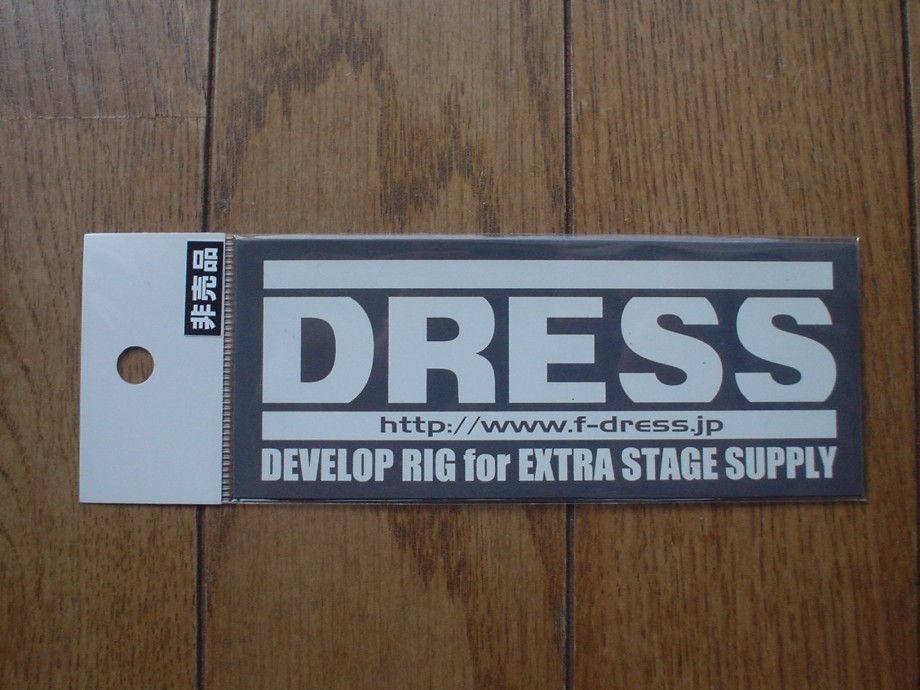 非売品
DRESS
http://www.f-dress.jp
DEVELOP RIG for EXTRA STAGE SUPPLY